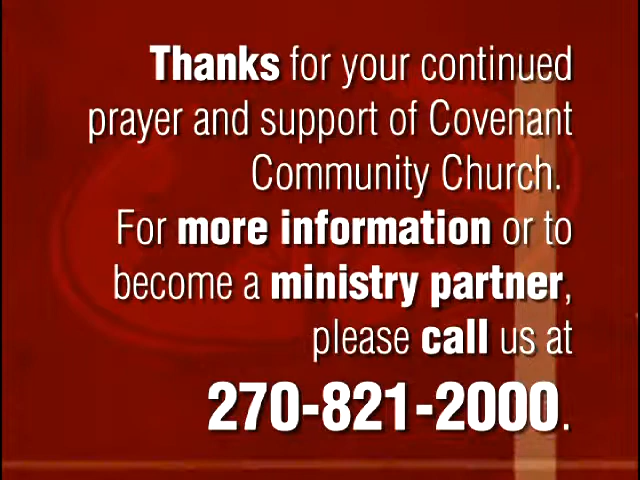 Thanks for your continued
prayer and support of Covenant
Community Church.
For more information or to
become a ministry partner,
please call us at
270-821-2000.